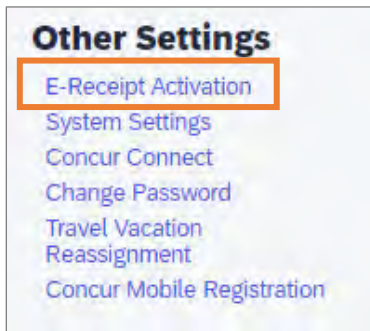 Other Settings
E-Receipt Activation
System Settings
Concur Connect
Change Password
Travel Vacation
Reassignment
Concur Mobile Registration